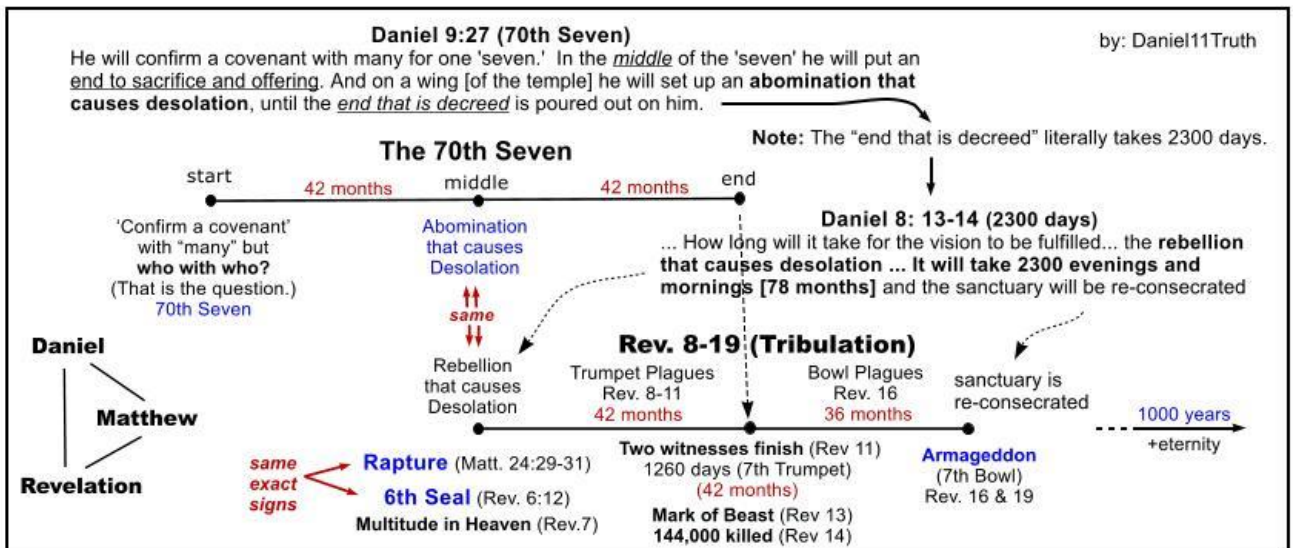 Daniel 9:27 (70th Seven)
by: Daniel11Truth
He will confirm a covenant with many for one 'seven.' In the middle of the 'seven' he will put an
end to sacrifice and offering. And on a wing [of the temple] he will set up an abomination that
causes desolation, until the end that is decreed is poured out on him.
Note: The “end that is decreed” literally takes 2300 days.
The 70th Seven
start
42 months
middle
42 months
end
‘Confirm a covenant’
with “many” but
who with who?
(That is the question.)
70th Seven
Abomination
that causes
Desolation
same
Daniel 8: 13-14 (2300 days)
... How long will it take for the vision to be fulfilled... the rebellion
that causes desolation ... It will take 2300 evenings and
mornings [78 months] and the sanctuary will be re-consecrated
Daniel
Matthew
Revelation
Rebellion
that causes
Desolation
Rev. 8-19 (Tribulation)
Trumpet Plagues
Rev. 8-11
42 months
Bowl Plagues
Rev. 16
36 months
sanctuary is
re-consecrated
1000 years
+eternity
same
exact
signs
Rapture (Matt. 24:29-31)
6th Seal (Rev. 6:12)
Multitude in Heaven (Rev.7)
Two witnesses finish (Rev 11)
1260 days (7th Trumpet)
(42 months)
Mark of Beast (Rev 13)
144,000 killed (Rev 14)
Armageddon
(7th Bowl)
Rev. 16 & 19